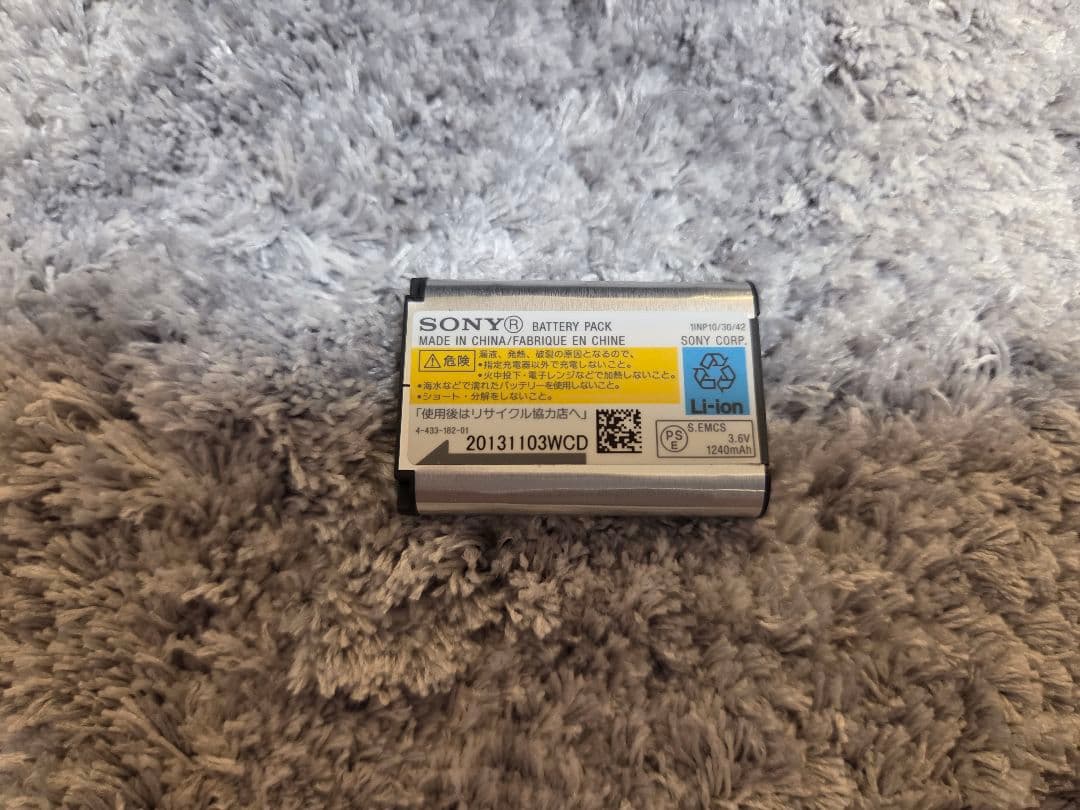 SONY® BATTERY PACK
1INP10/30/42
MADE IN CHINA/FABRIQUE EN CHINE
SONY CORP.
危険
漏液、発熱、破裂の原因となるので、
•指定充電器以外で充電しないこと。
•火中投下・電子レンジなどで加熱しないこと。
•海水などで濡れたバッテリーを使用しないこと。
•ショート・分解をしないこと。
Li-ion
「使用後はリサイクル協力店へ」
4-433-182-01
20131103WCD
PSE
S.EMCS
3.6V
1240mAh